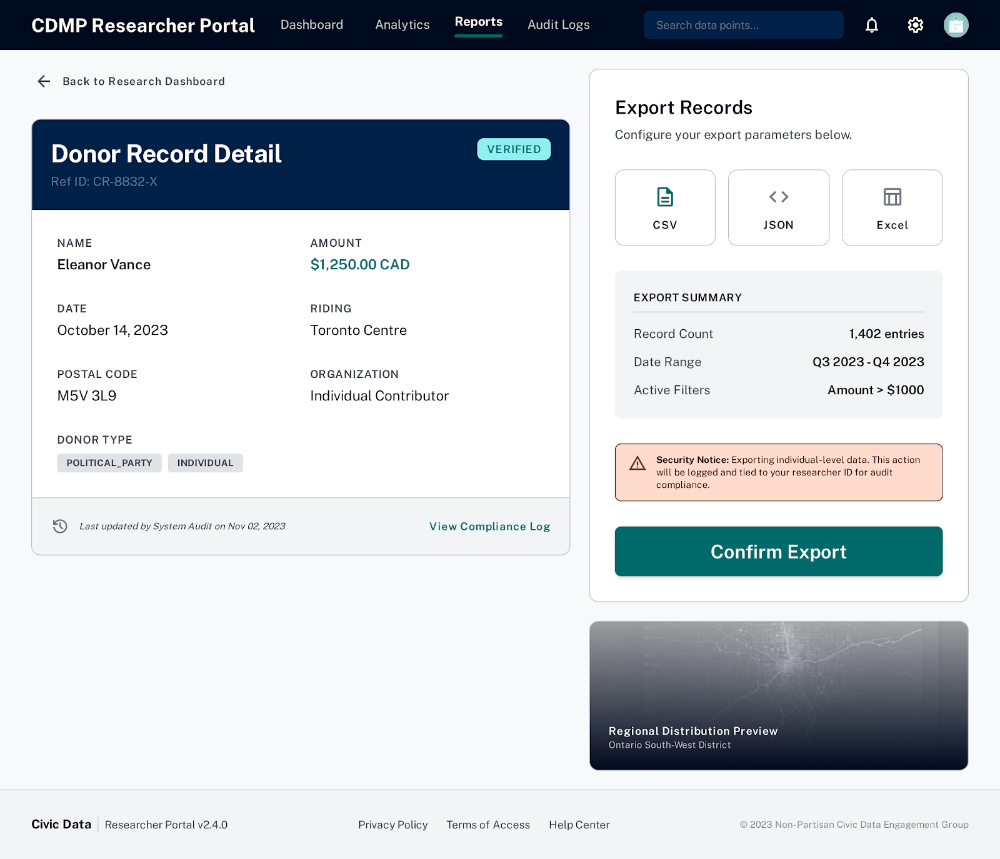 CDMP Researcher Portal
Dashboard
Analytics
Reports
Audit Logs
Search data points...
Back to Research Dashboard
Donor Record Detail
VERIFIED
Ref ID: CR-8832-X
NAME
Eleanor Vance
AMOUNT
$1,250.00 CAD
DATE
October 14, 2023
RIDING
Toronto Centre
POSTAL CODE
M5V 3L9
ORGANIZATION
Individual Contributor
DONOR TYPE
POLITICAL_PARTY
INDIVIDUAL
Last updated by System Audit on Nov 02, 2023
View Compliance Log
Export Records
Configure your export parameters below.
CSV
JSON
Excel
EXPORT SUMMARY
Record Count
1,402 entries
Date Range
Q3 2023 - Q4 2023
Active Filters
Amount > $1000
Security Notice: Exporting individual-level data. This action
will be logged and tied to your researcher ID for audit
compliance.
Confirm Export
Regional Distribution Preview
Ontario South-West District
Civic Data
Researcher Portal v2.4.0
Privacy Policy
Terms of Access
Help Center
© 2023 Non-Partisan Civic Data Engagement Group